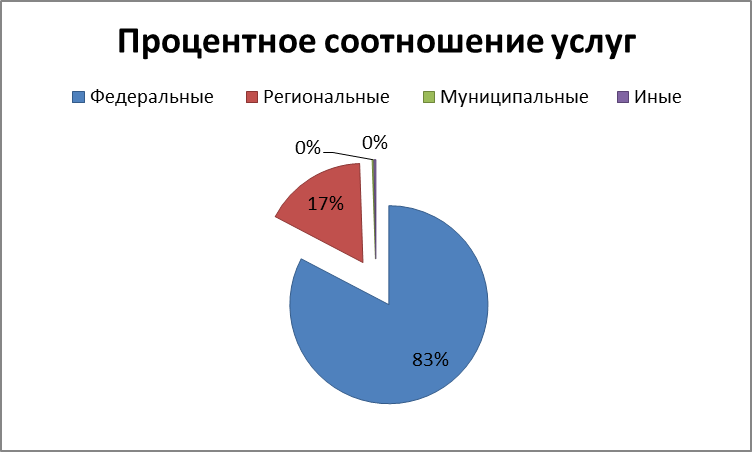 Процентное соотношение услуг
Федеральные Региональные Муниципальные Иные
0% 0%
17%
83%